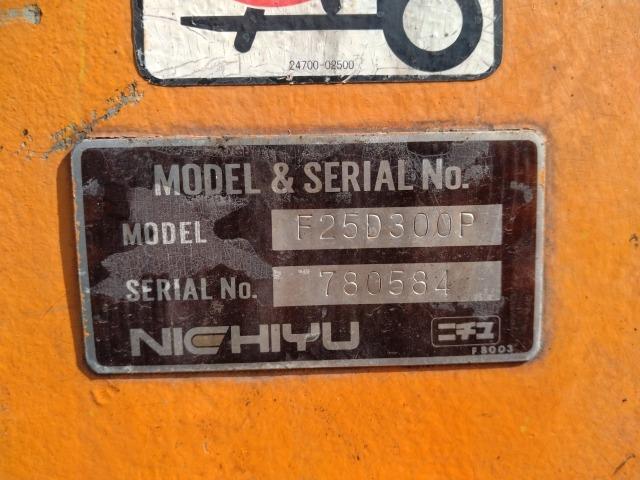 24700-02500
MODEL & SERIAL No.
MODEL F25D300P
SERIAL No. 780584
NICHIYU ニチユ
F8003